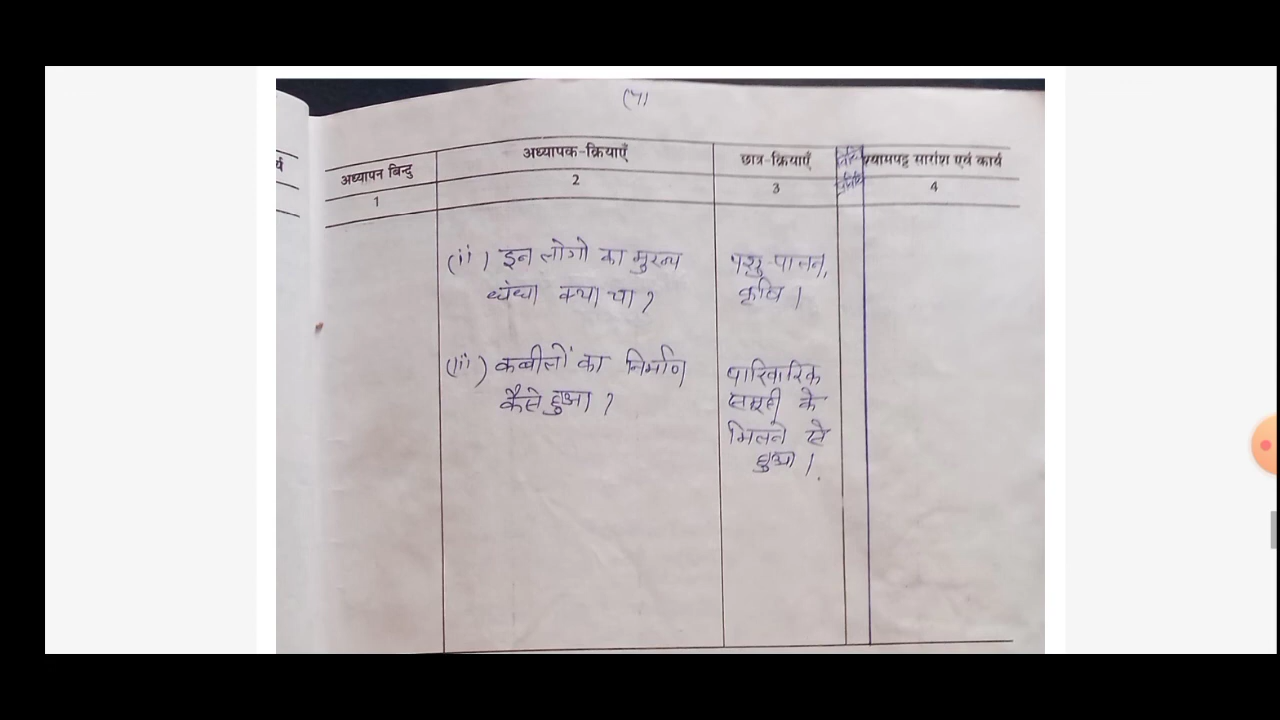 (7)
र्य
अध्यापन बिन्दु
अध्यापक-क्रियाएँ
छात्र-क्रियाएँ
श्यामपट्ट सारांश एवं कार्य
1
2
3
4
(ii) इन लोगो का मुख्य
धंधा क्या था ?
पशु-पालन,
कृषि ।
(iii) कबीलों का निर्माण
कैसे हुआ ?
पारिवारिक
समूहों के
मिलने से
हुआ ।